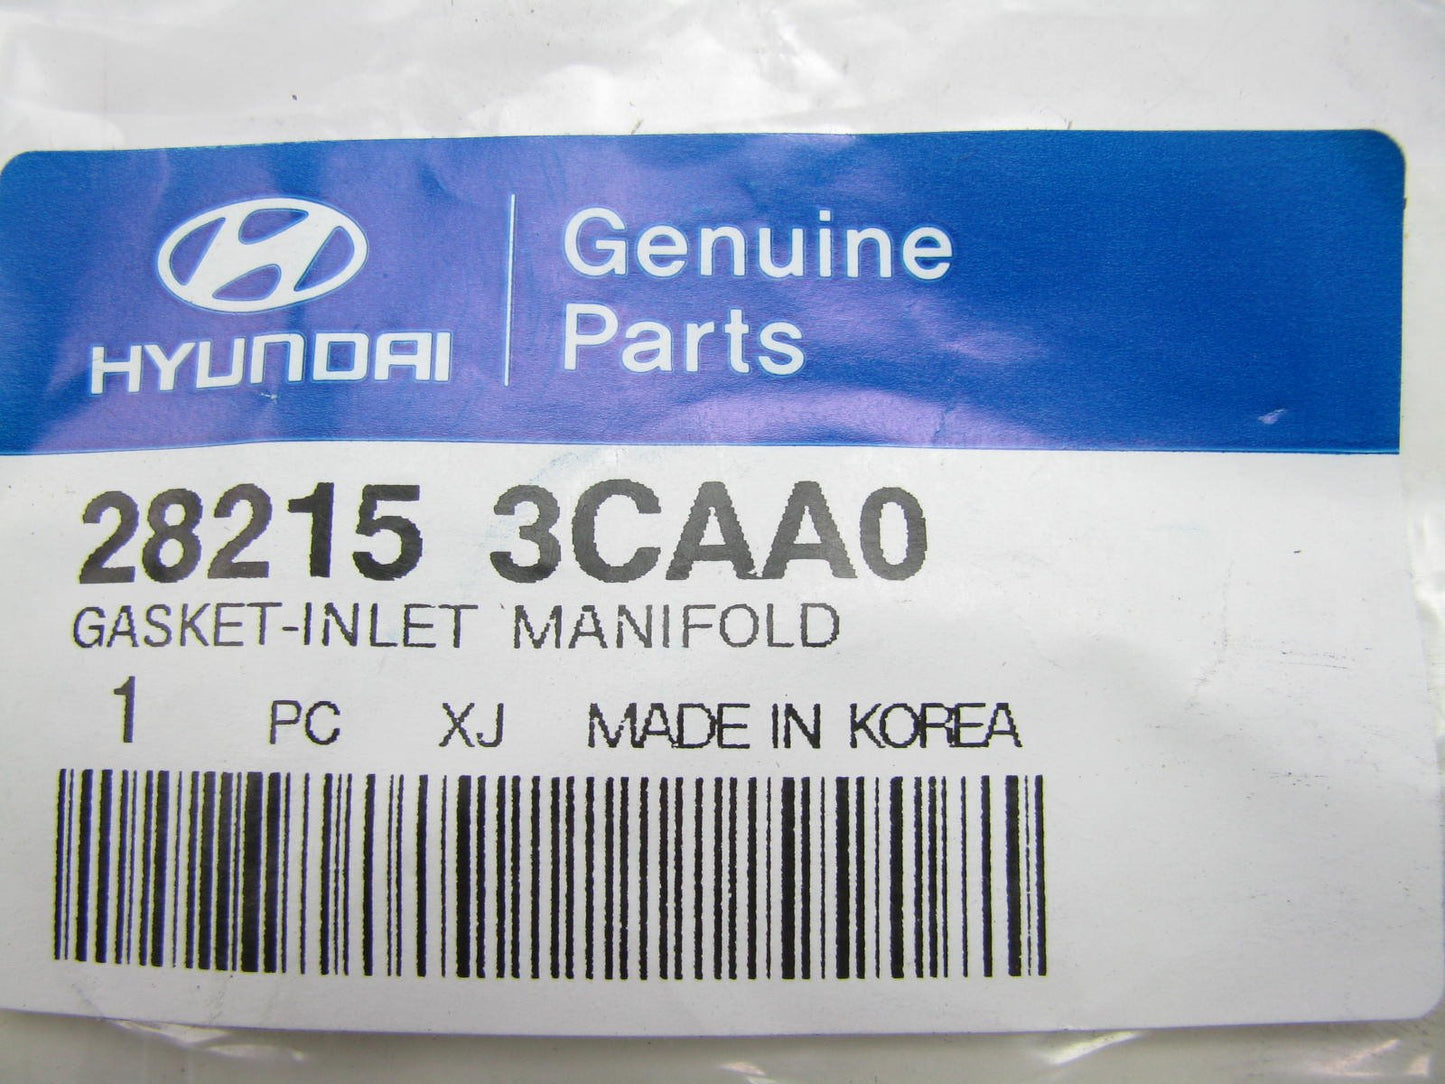 HYUNDAI
Genuine
Parts
28215 3CAA0
GASKET-INLET MANIFOLD
1 PC XJ MADE IN KOREA